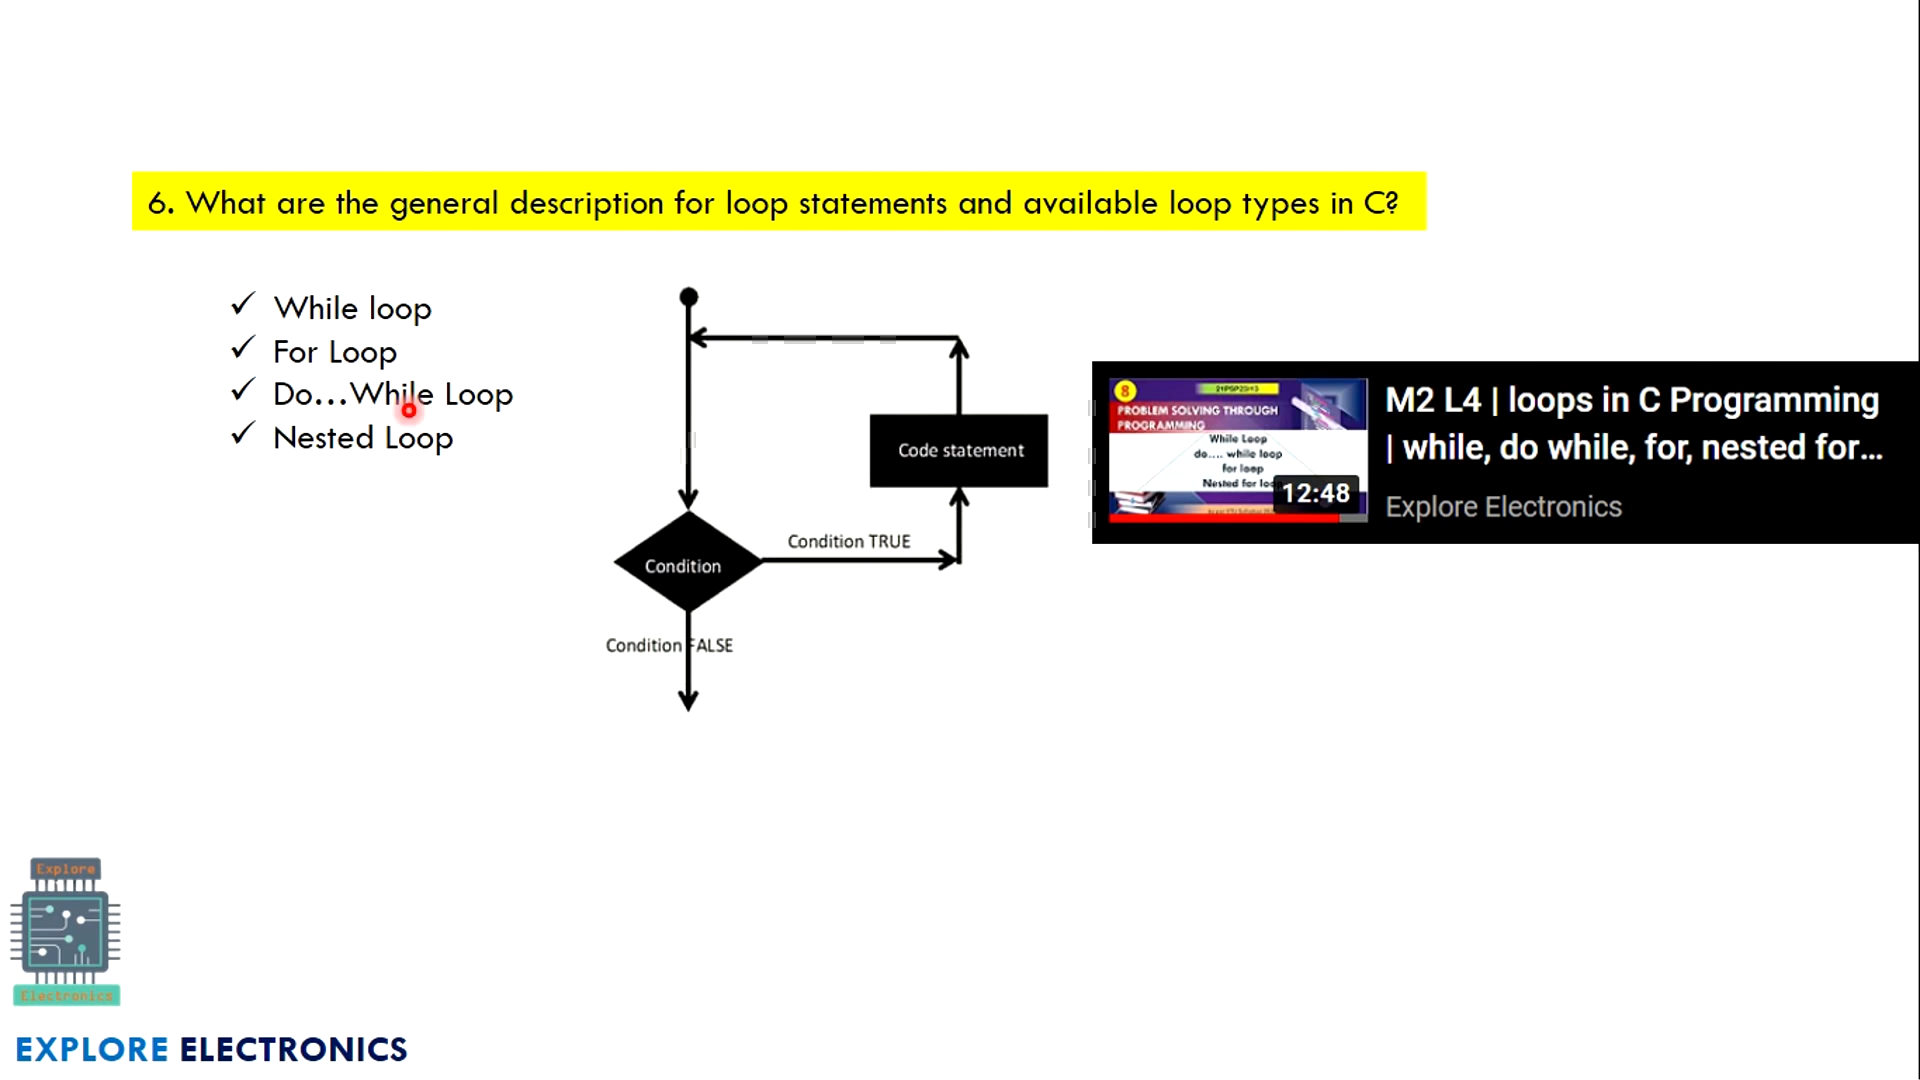 6. What are the general description for loop statements and available loop types in C?
✓ While loop
✓ For Loop
✓ Do...While Loop
✓ Nested Loop
Code statement
Condition TRUE
Condition
Condition FALSE
8
PROBLEM SOLVING THROUGH
PROGRAMMING
While Loop
do.... while loop
for loop
Nested for
12:48
M2 L4 | loops in C Programming
| while, do while, for, nested for...
Explore Electronics
Explore
Electronics
EXPLORE ELECTRONICS